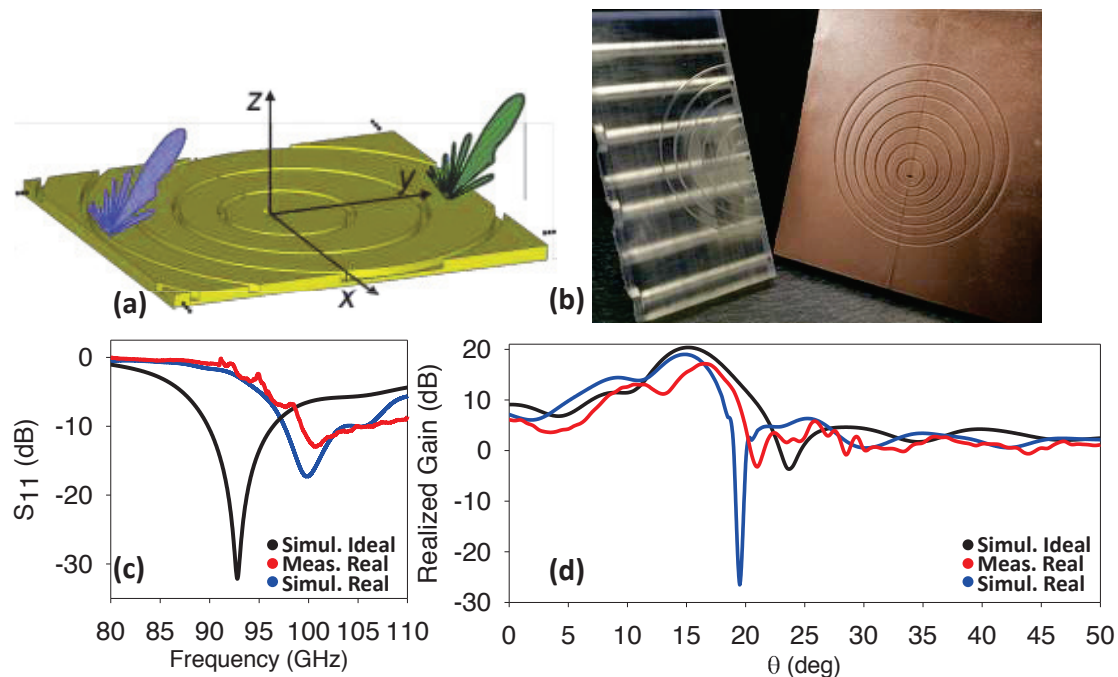 z
y
x
(a)
(b)
0
-10
-20
-30
S11 (dB)
80 85 90 95 100 105 110
Frequency (GHz)
Simul. Ideal
Meas. Real
Simul. Real
(c)
20
10
0
-10
-20
-30
Realized Gain (dB)
0 5 10 15 20 25 30 35 40 45 50
θ (deg)
Simul. Ideal
Meas. Real
Simul. Real
(d)